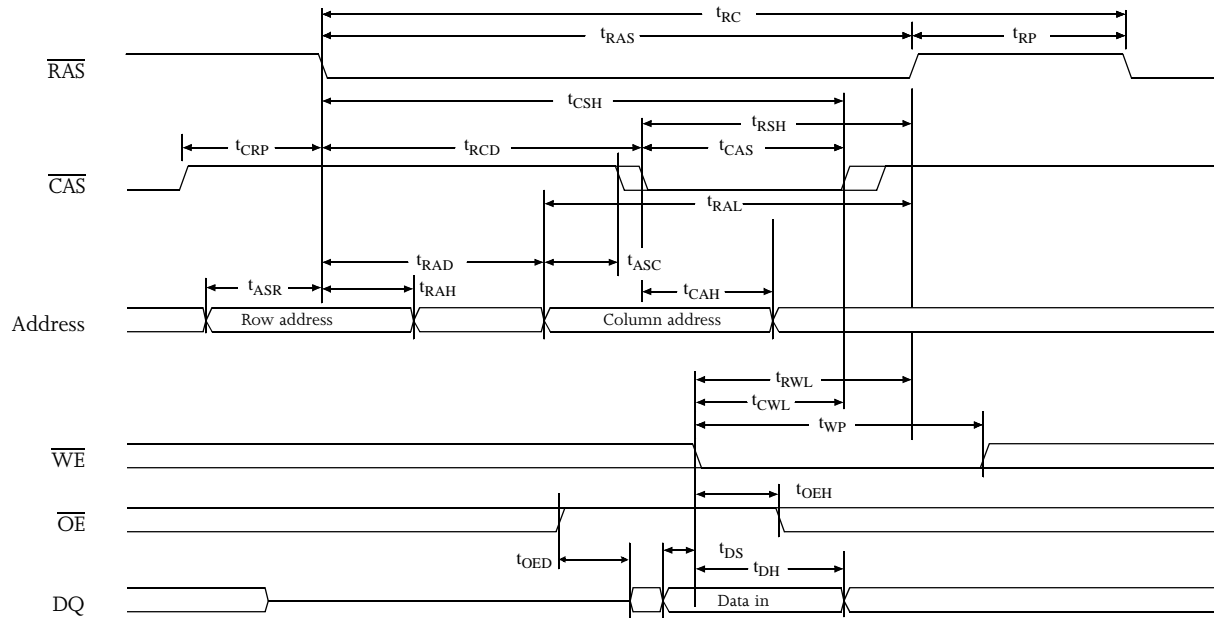 tRC
tRAS
tRP
RAS
tCSH
tRSH
tCRP
tRCD
tCAS
CAS
tRAL
tRAD
tASC
tASR
tRAH
tCAH
Address
Row address
Column address
tRWL
tCWL
tWP
WE
tOEH
OE
tOED
tDS
tDH
DQ
Data in